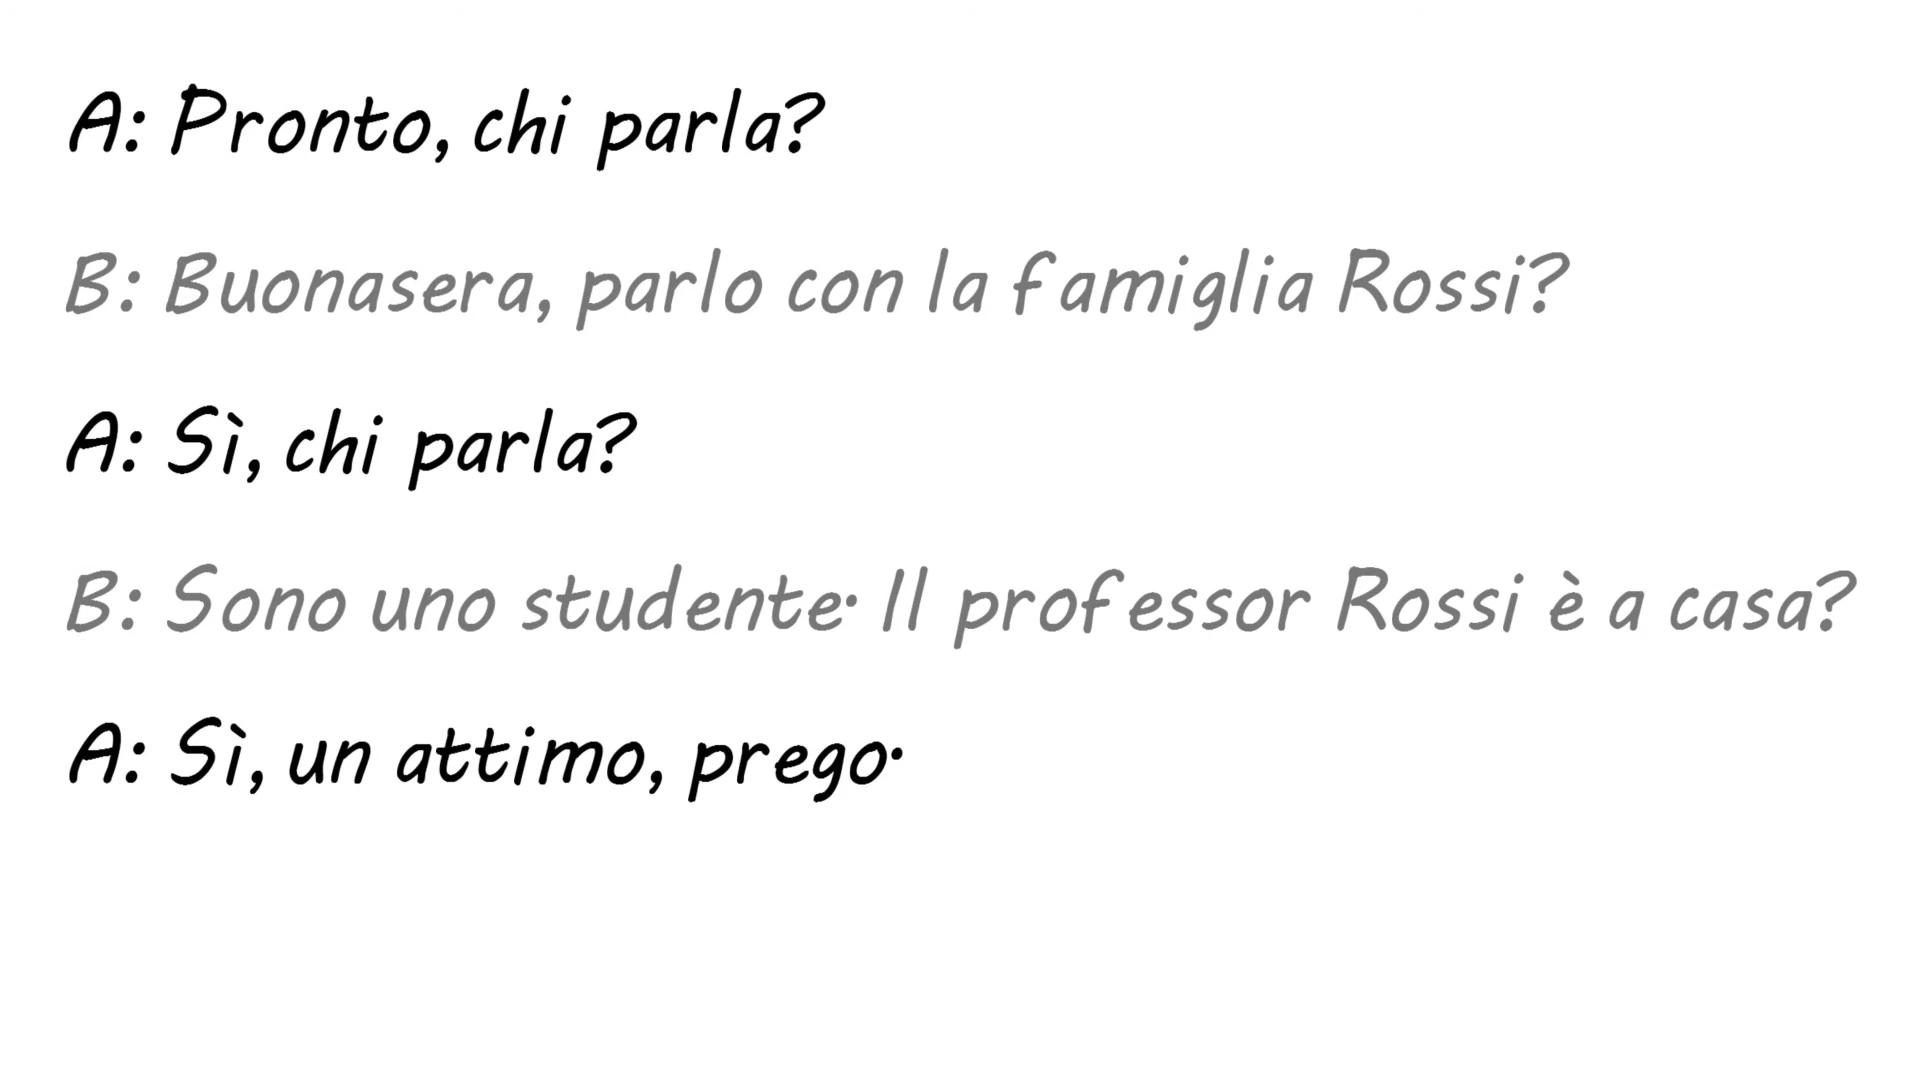 A: Pronto, chi parla?
B: Buonasera, parlo con la famiglia Rossi?
A: Sì, chi parla?
B: Sono uno studente. Il professor Rossi è a casa?
A: Sì, un attimo, prego.